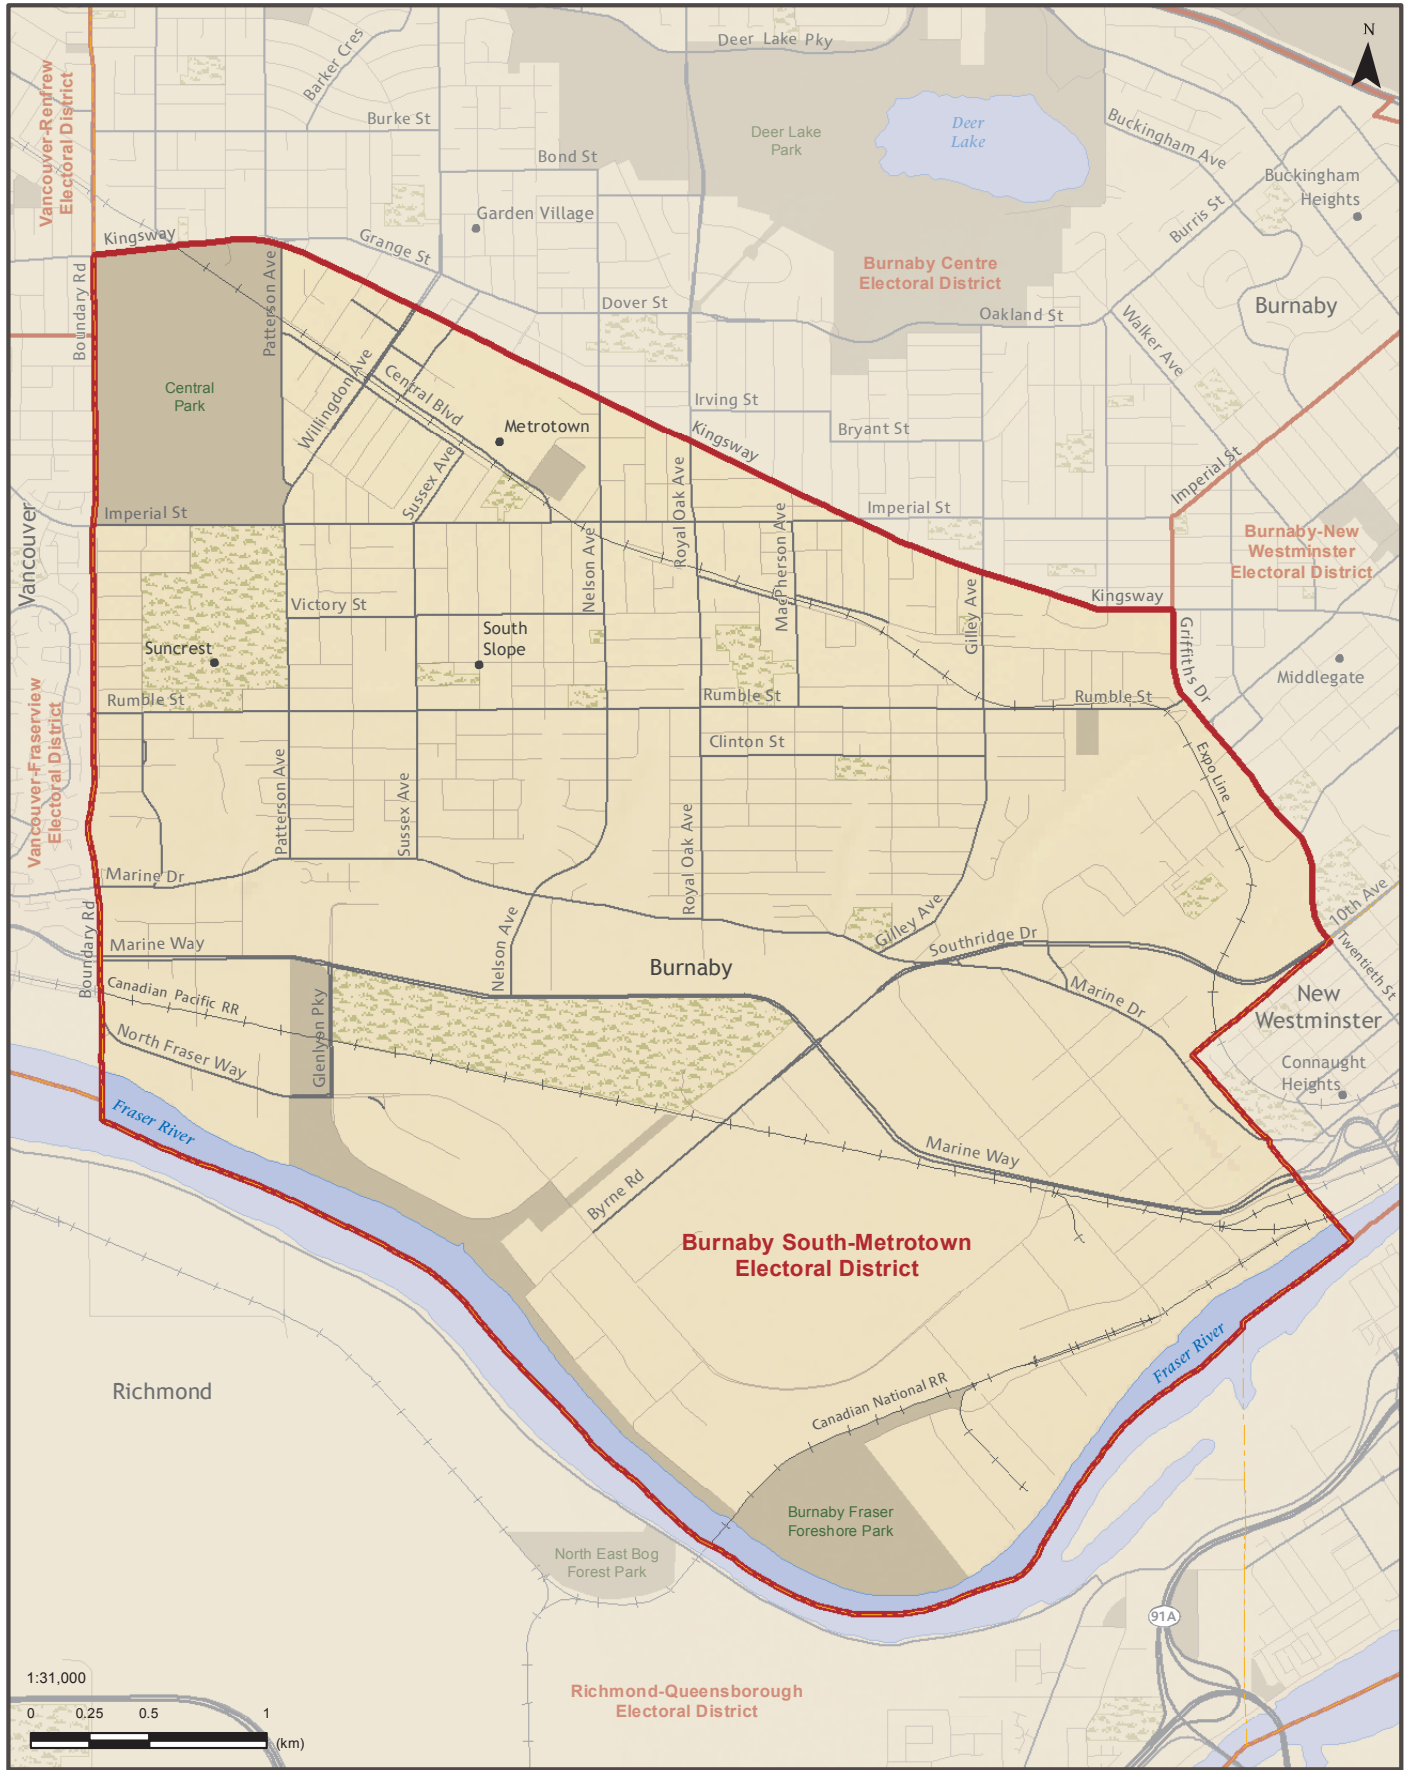 N
Deer Lake Pky
Barker Cres
Vancouver-Renfrew
Electoral District
Burke St
Deer Lake
Park
Deer
Lake
Buckingham Ave
Bond St
Buckingham
Heights
Garden Village
Burris St
Kingsway
Grange St
Patterson Ave
Boundary Rd
Burnaby Centre
Electoral District
Dover St
Oakland St
Burnaby
Walker Ave
Willingdon Ave
Central
Park
Central Blvd
Irving St
Metrotown
Kingsway
Bryant St
Sussex Ave
Royal Oak Ave
Imperial St
Imperial St
Imperial St
Vancouver
MacPherson Ave
Nelson Ave
Burnaby-New
Westminster
Electoral District
Gilley Ave
Kingsway
Victory St
Griffiths Dr
South
Slope
Suncrest
Middlegate
Vancouver-Fraserview
Electoral District
Rumble St
Rumble St
Rumble St
Clinton St
Expo Line
Patterson Ave
Sussex Ave
Royal Oak Ave
Marine Dr
10th Ave
Boundary Rd
Gilley Ave
Nelson Ave
Southridge Dr
Twentieth St
Marine Way
Burnaby
Canadian Pacific RR
Glenlyon Pky
Marine Dr
New
Westminster
North Fraser Way
Connaught
Heights
Fraser River
Marine Way
Byrne Rd
Burnaby South-Metrotown
Electoral District
Fraser River
Richmond
Canadian National RR
Burnaby Fraser
Foreshore Park
North East Bog
Forest Park
91A
1:31,000
Richmond-Queensborough
Electoral District
0 0.25 0.5 1
(km)